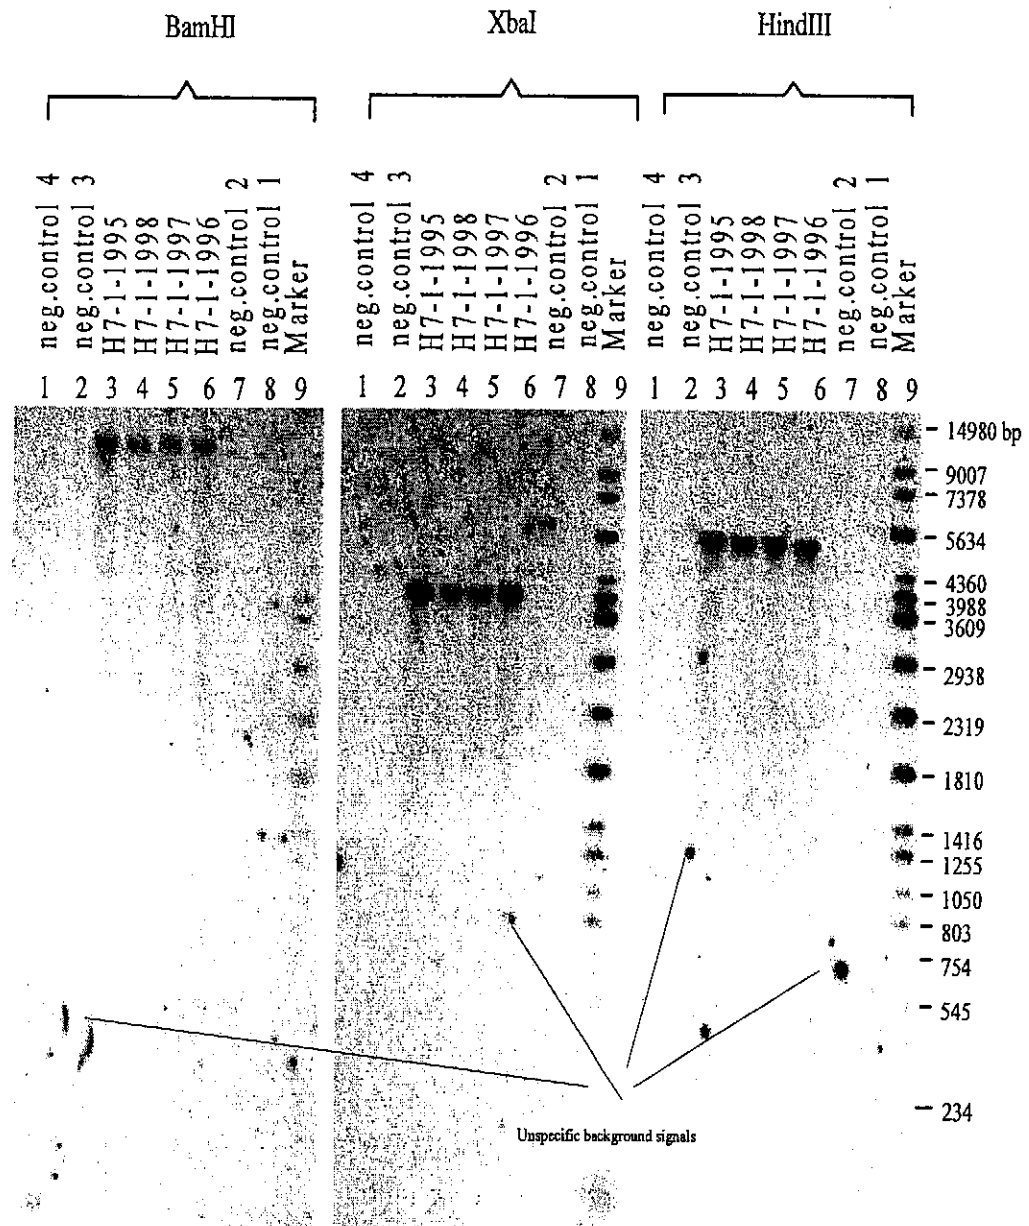 BamHI
XbaI
HindIII
neg.control 4
neg.control 3
H7-1-1995
H7-1-1998
H7-1-1997
H7-1-1996
neg.control 2
neg.control 1
Marker
neg.control 4
neg.control 3
H7-1-1995
H7-1-1998
H7-1-1997
H7-1-1996
neg.control 2
neg.control 1
Marker
neg.control 4
neg.control 3
H7-1-1995
H7-1-1998
H7-1-1997
H7-1-1996
neg.control 2
neg.control 1
Marker
1 2 3 4 5 6 7 8 9
1 2 3 4 5 6 7 8 9
1 2 3 4 5 6 7 8 9
14980 bp
9007
7378
5634
4360
3988
3609
2938
2319
1810
1416
1255
1050
803
754
545
234
Unspecific background signals